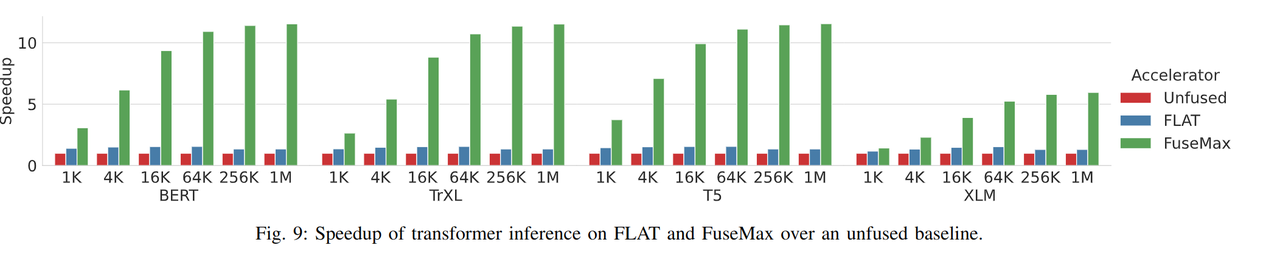 Speedup
10
5
0
1K 4K 16K 64K 256K 1M
BERT
1K 4K 16K 64K 256K 1M
TrXL
1K 4K 16K 64K 256K 1M
T5
1K 4K 16K 64K 256K 1M
XLM
Accelerator
Unfused
FLAT
FuseMax
Fig. 9: Speedup of transformer inference on FLAT and FuseMax over an unfused baseline.